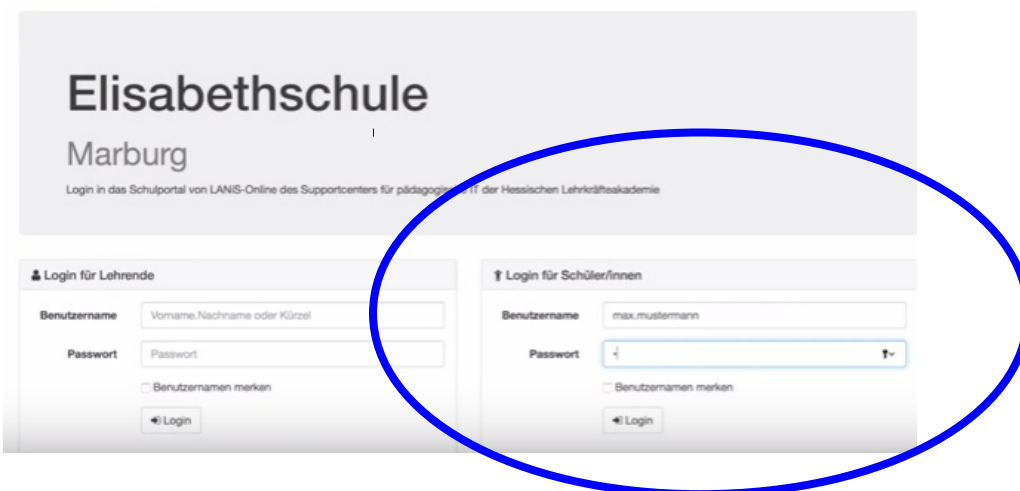 Elisabethschule
Marburg
Login in das Schulportal von LANiS-Online des Supportcenters für pädagogische IT der Hessischen Lehrkräfteakademie
Login für Lehrende
Benutzername Vorname.Nachname oder Kürzel
Passwort Passwort
Benutzernamen merken
Login
Login für Schüler/innen
Benutzername max.mustermann
Passwort
Benutzernamen merken
Login